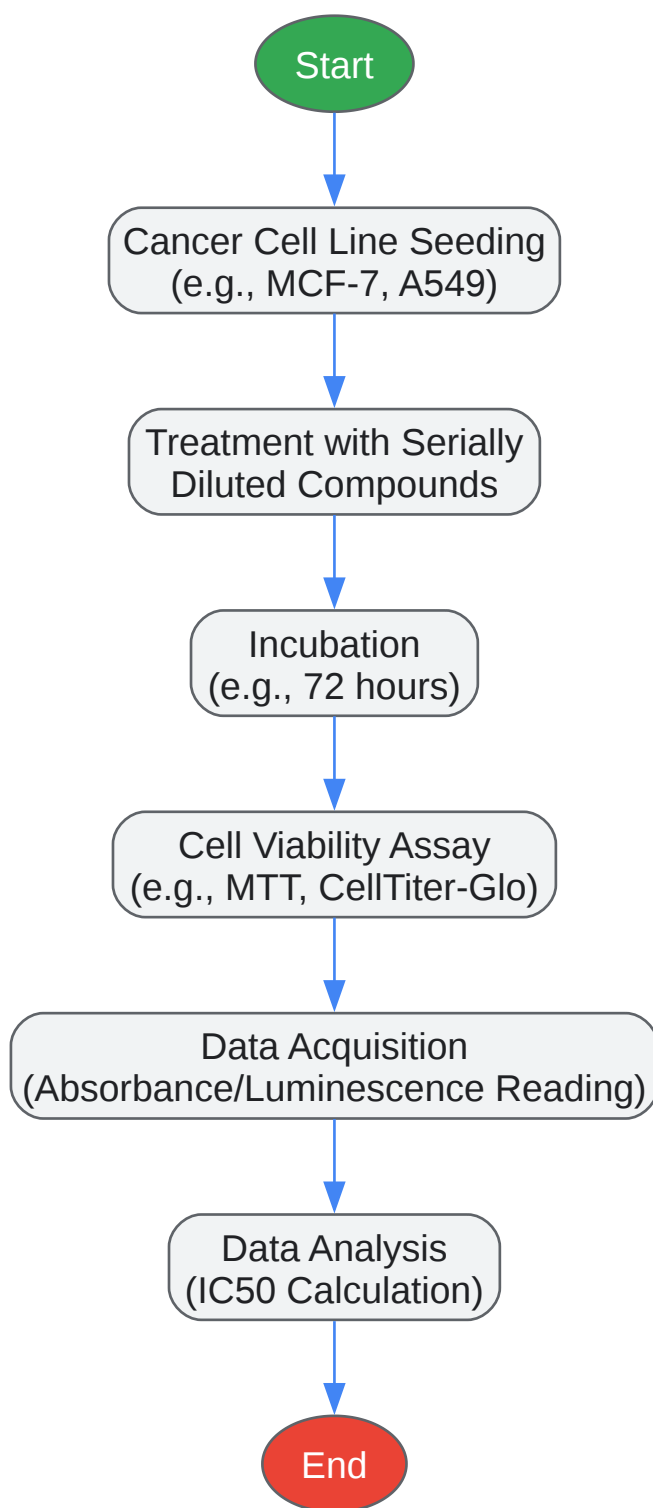 Start
Cancer Cell Line Seeding
(e.g., MCF-7, A549)
Treatment with Serially
Diluted Compounds
Incubation
(e.g., 72 hours)
Cell Viability Assay
(e.g., MTT, CellTiter-Glo)
Data Acquisition
(Absorbance/Luminescence Reading)
Data Analysis
(IC50 Calculation)
End